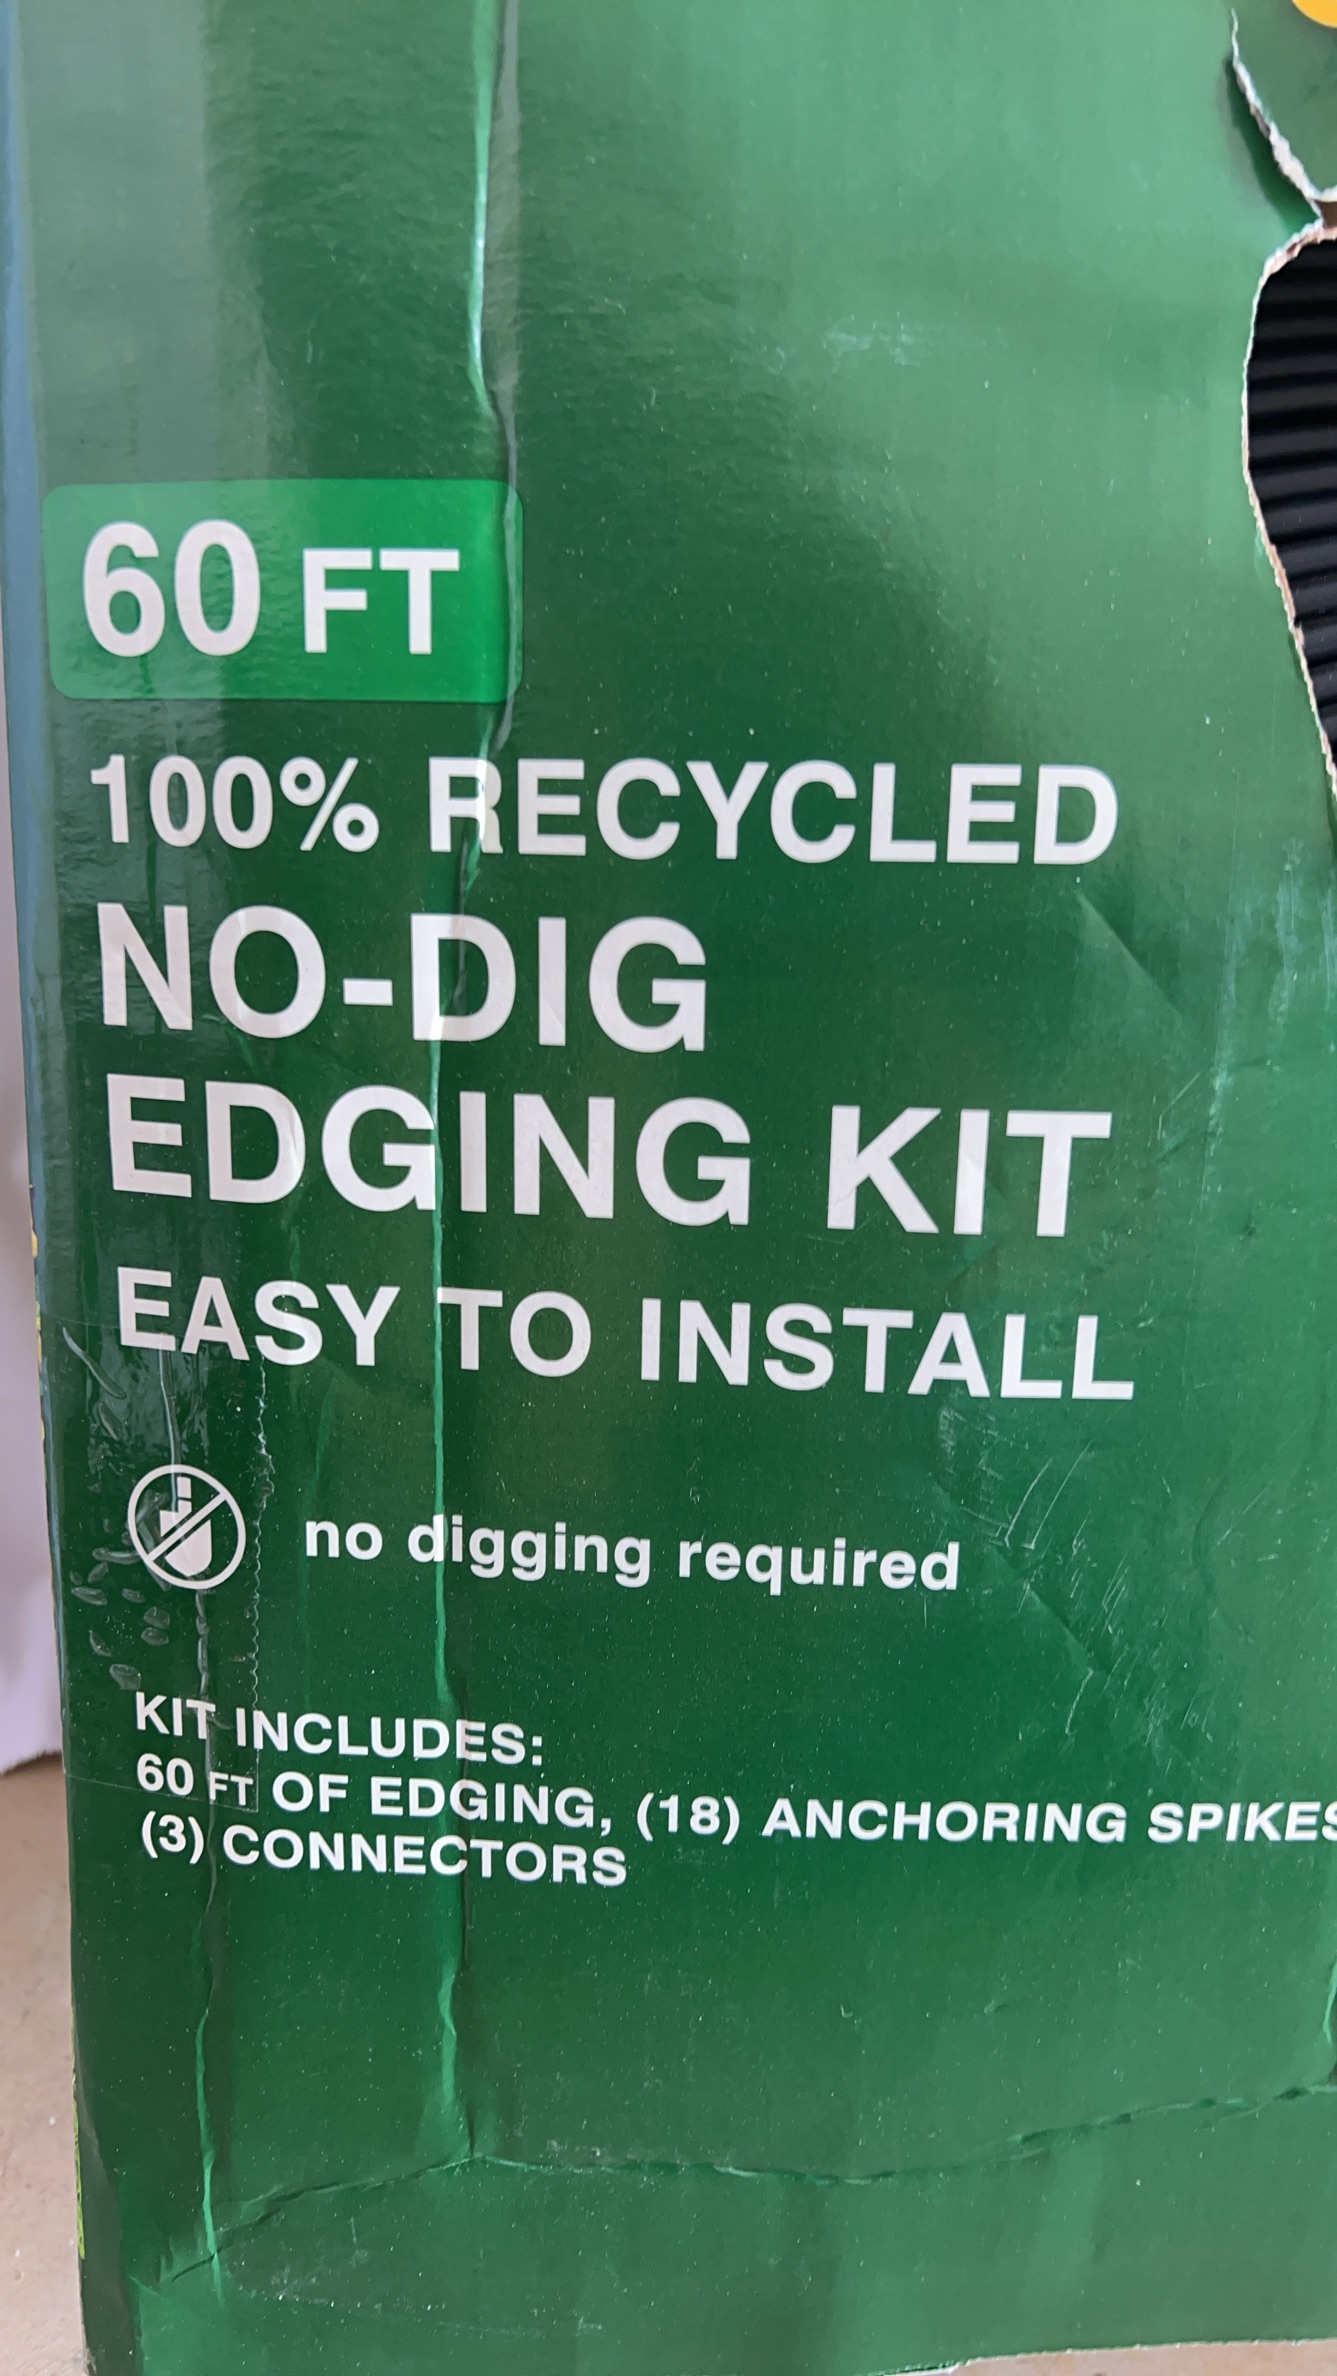 60 FT
100% RECYCLED
NO-DIG
EDGING KIT
EASY TO INSTALL
no digging required
KIT INCLUDES:
60 FT OF EDGING, (18) ANCHORING SPIKES
(3) CONNECTORS